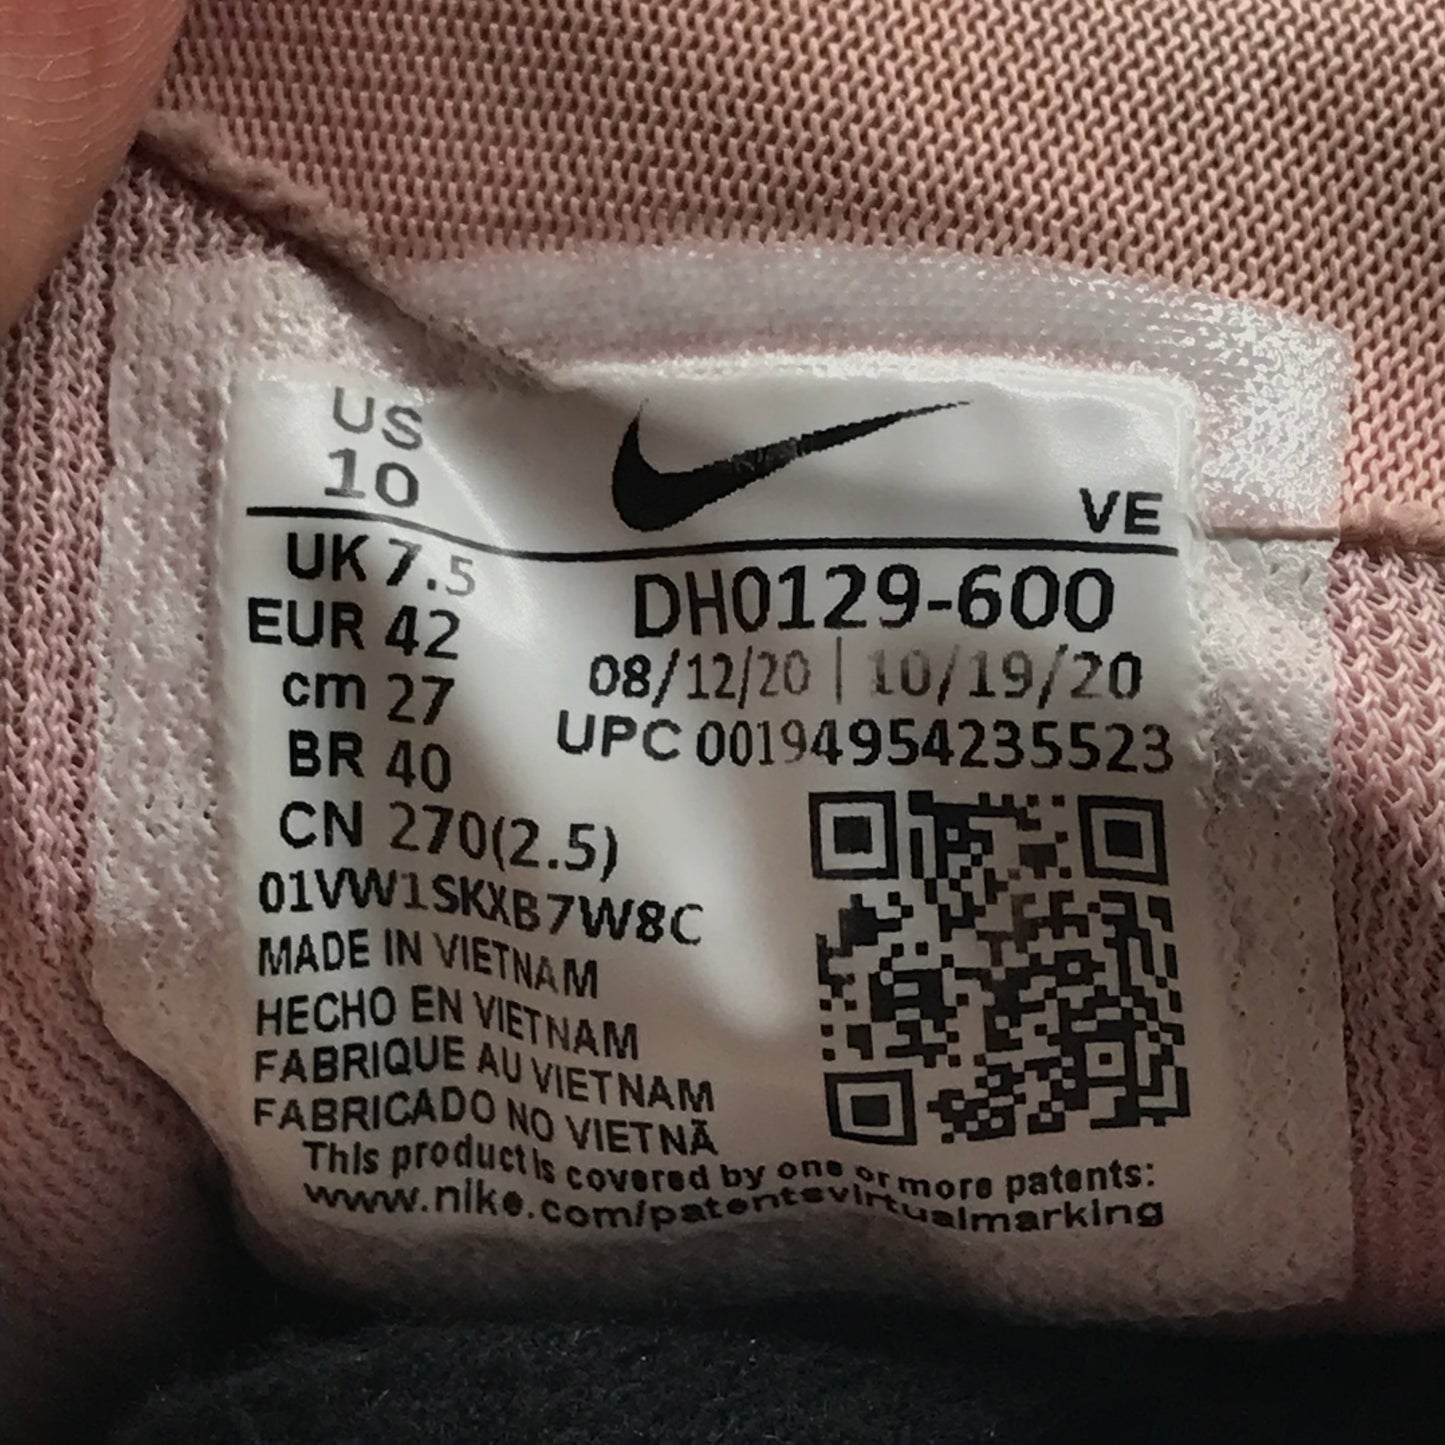 US
10
VE
UK 7.5
EUR 42
cm 27
BR 40
CN 270(2.5)
DH0129-600
08/12/20 | 10/19/20
UPC 00194954235523
01VW1SKXB7W8C
MADE IN VIETNAM
HECHO EN VIETNAM
FABRIQUE AU VIETNAM
FABRICADO NO VIETNÃ
This product is covered by one or more patents:
www.nike.com/patentsvirtualmarking